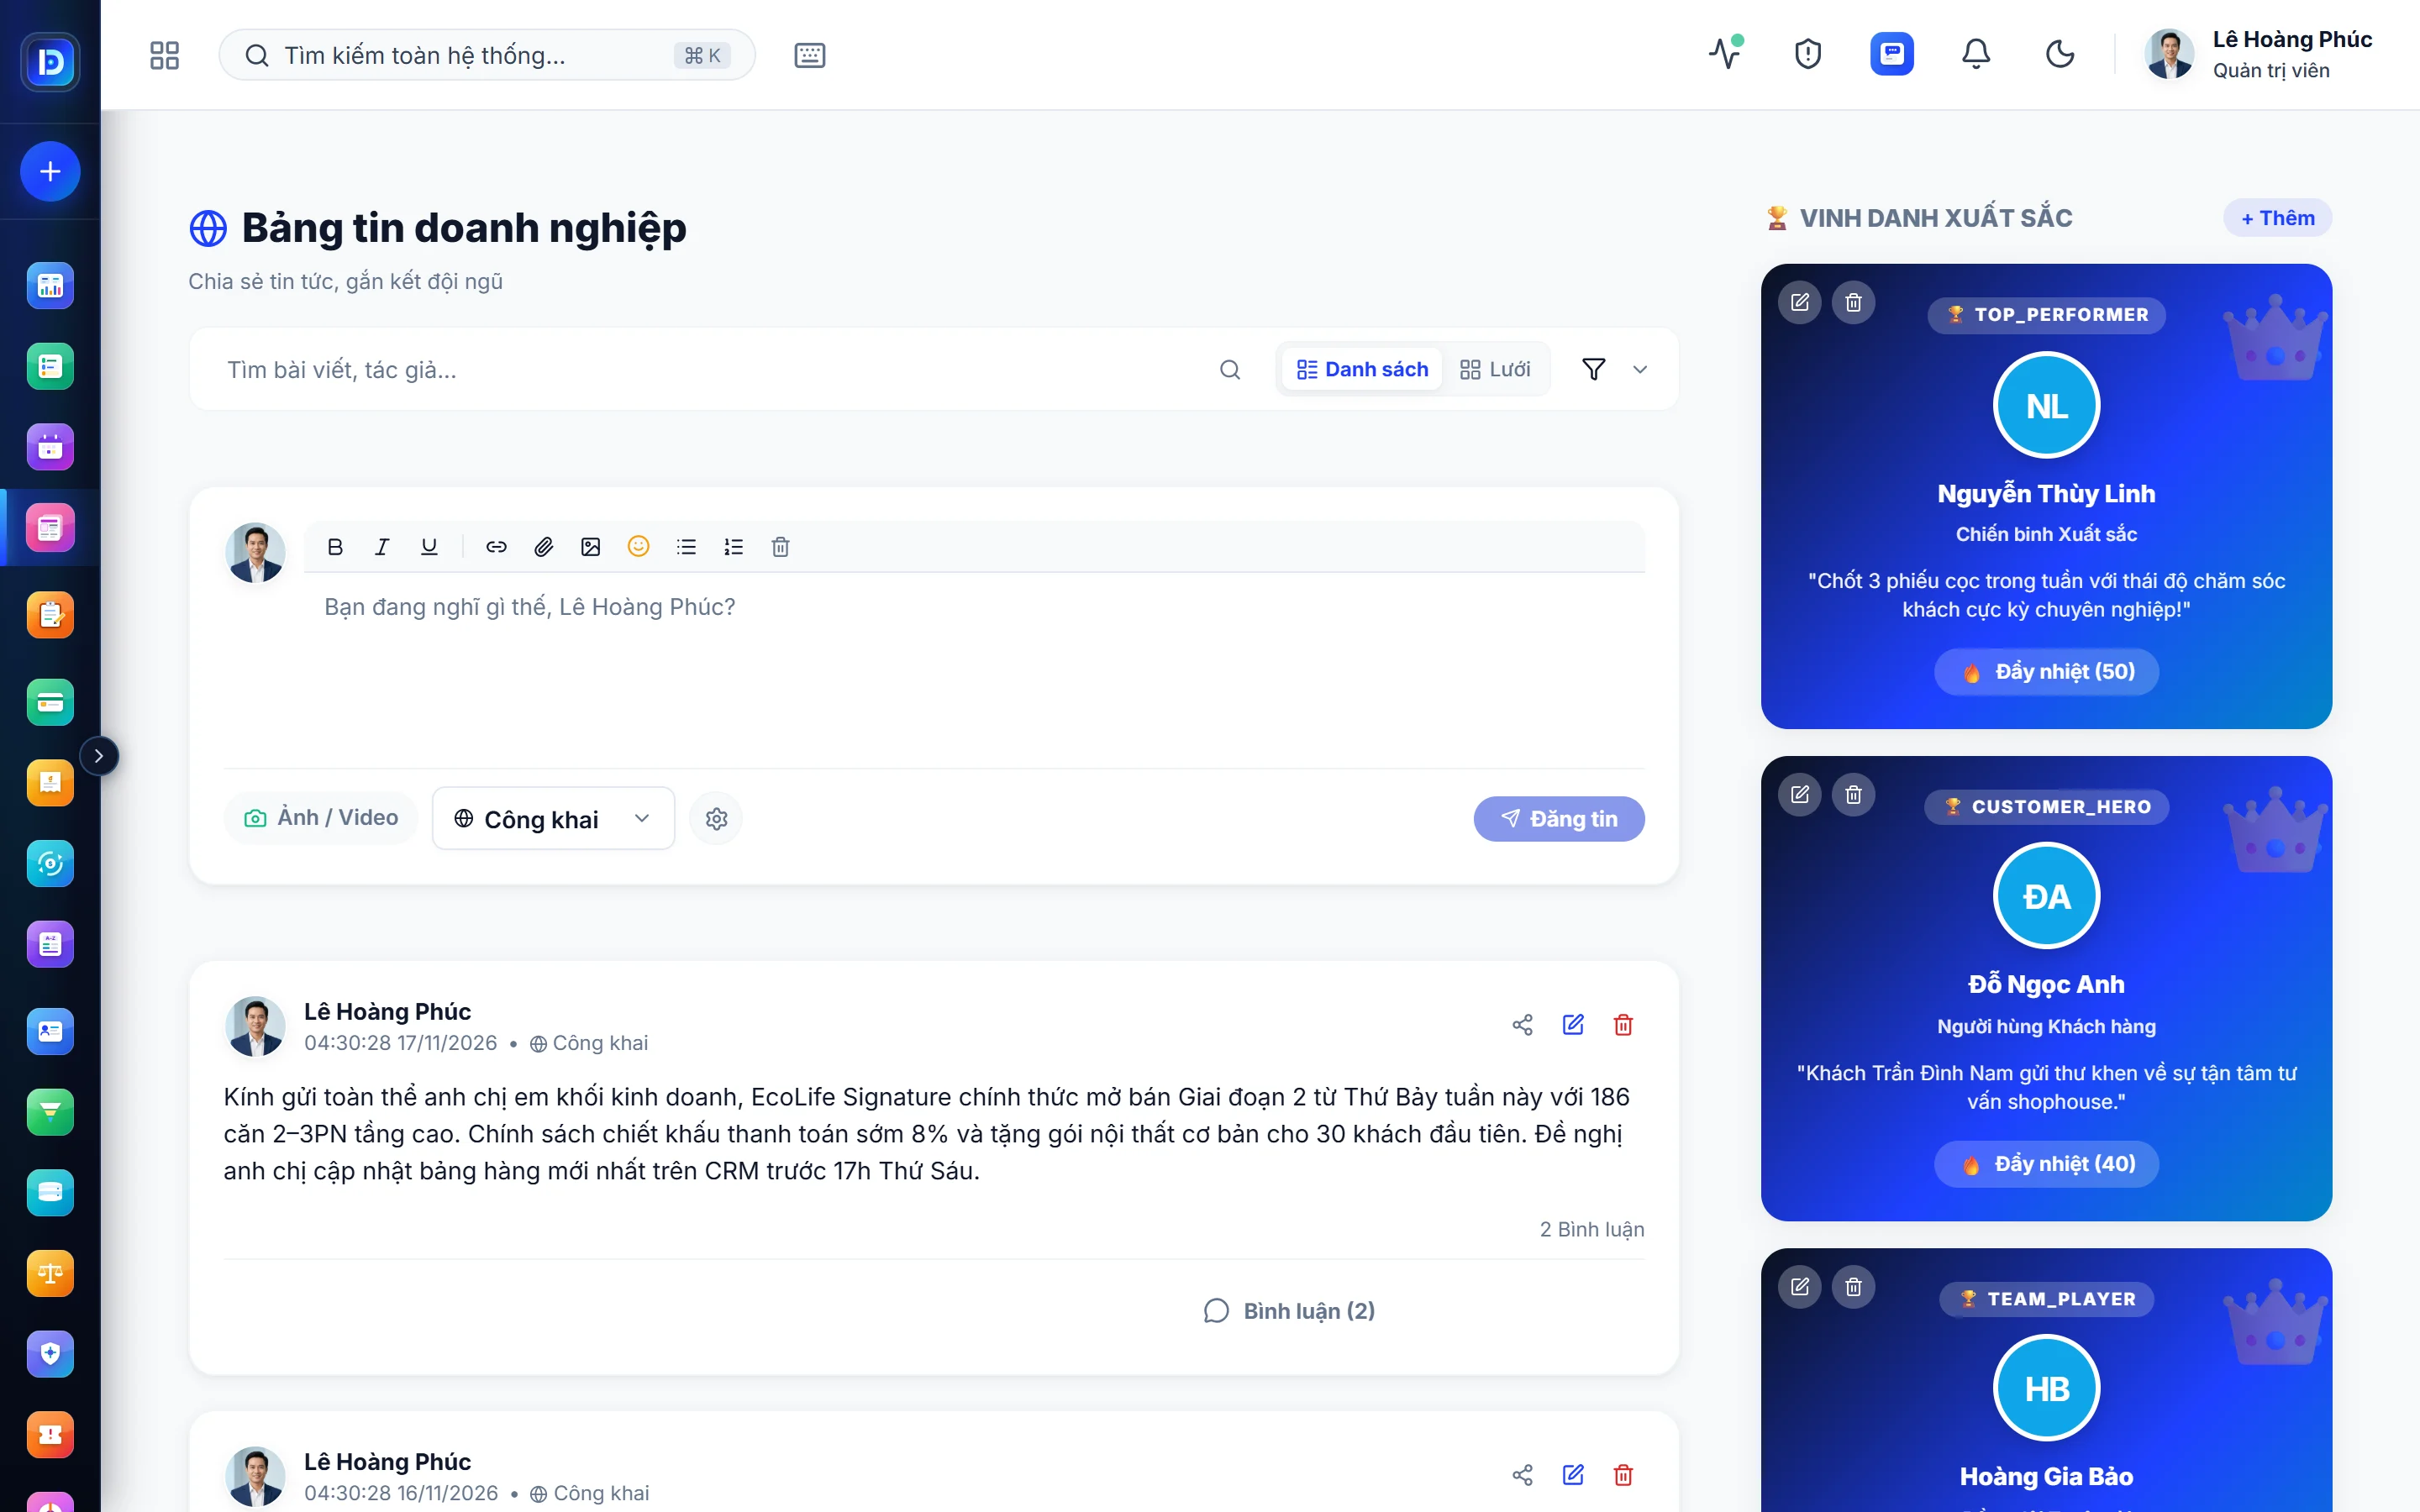 Tìm kiếm toàn hệ thống...
⌘ K
Lê Hoàng Phúc
Quản trị viên
Bảng tin doanh nghiệp
Chia sẻ tin tức, gắn kết đội ngũ
Tìm bài viết, tác giả...
Danh sách
Lưới
B I U
Bạn đang nghĩ gì thế, Lê Hoàng Phúc?
Ảnh / Video
Công khai
Đăng tin
Lê Hoàng Phúc
04:30:28 17/11/2026 • Công khai
Kính gửi toàn thể anh chị em khối kinh doanh, EcoLife Signature chính thức mở bán Giai đoạn 2 từ Thứ Bảy tuần này với 186
căn 2–3PN tầng cao. Chính sách chiết khấu thanh toán sớm 8% và tặng gói nội thất cơ bản cho 30 khách đầu tiên. Đề nghị
anh chị cập nhật bảng hàng mới nhất trên CRM trước 17h Thứ Sáu.
2 Bình luận
Bình luận (2)
Lê Hoàng Phúc
04:30:28 16/11/2026 • Công khai
VINH DANH XUẤT SẮC
+ Thêm
TOP_PERFORMER
NL
Nguyễn Thùy Linh
Chiến binh Xuất sắc
"Chốt 3 phiếu cọc trong tuần với thái độ chăm sóc
khách cực kỳ chuyên nghiệp!"
Đẩy nhiệt (50)
CUSTOMER_HERO
ĐA
Đỗ Ngọc Anh
Người hùng Khách hàng
"Khách Trần Đình Nam gửi thư khen về sự tận tâm tư
vấn shophouse."
Đẩy nhiệt (40)
TEAM_PLAYER
HB
Hoàng Gia Bảo